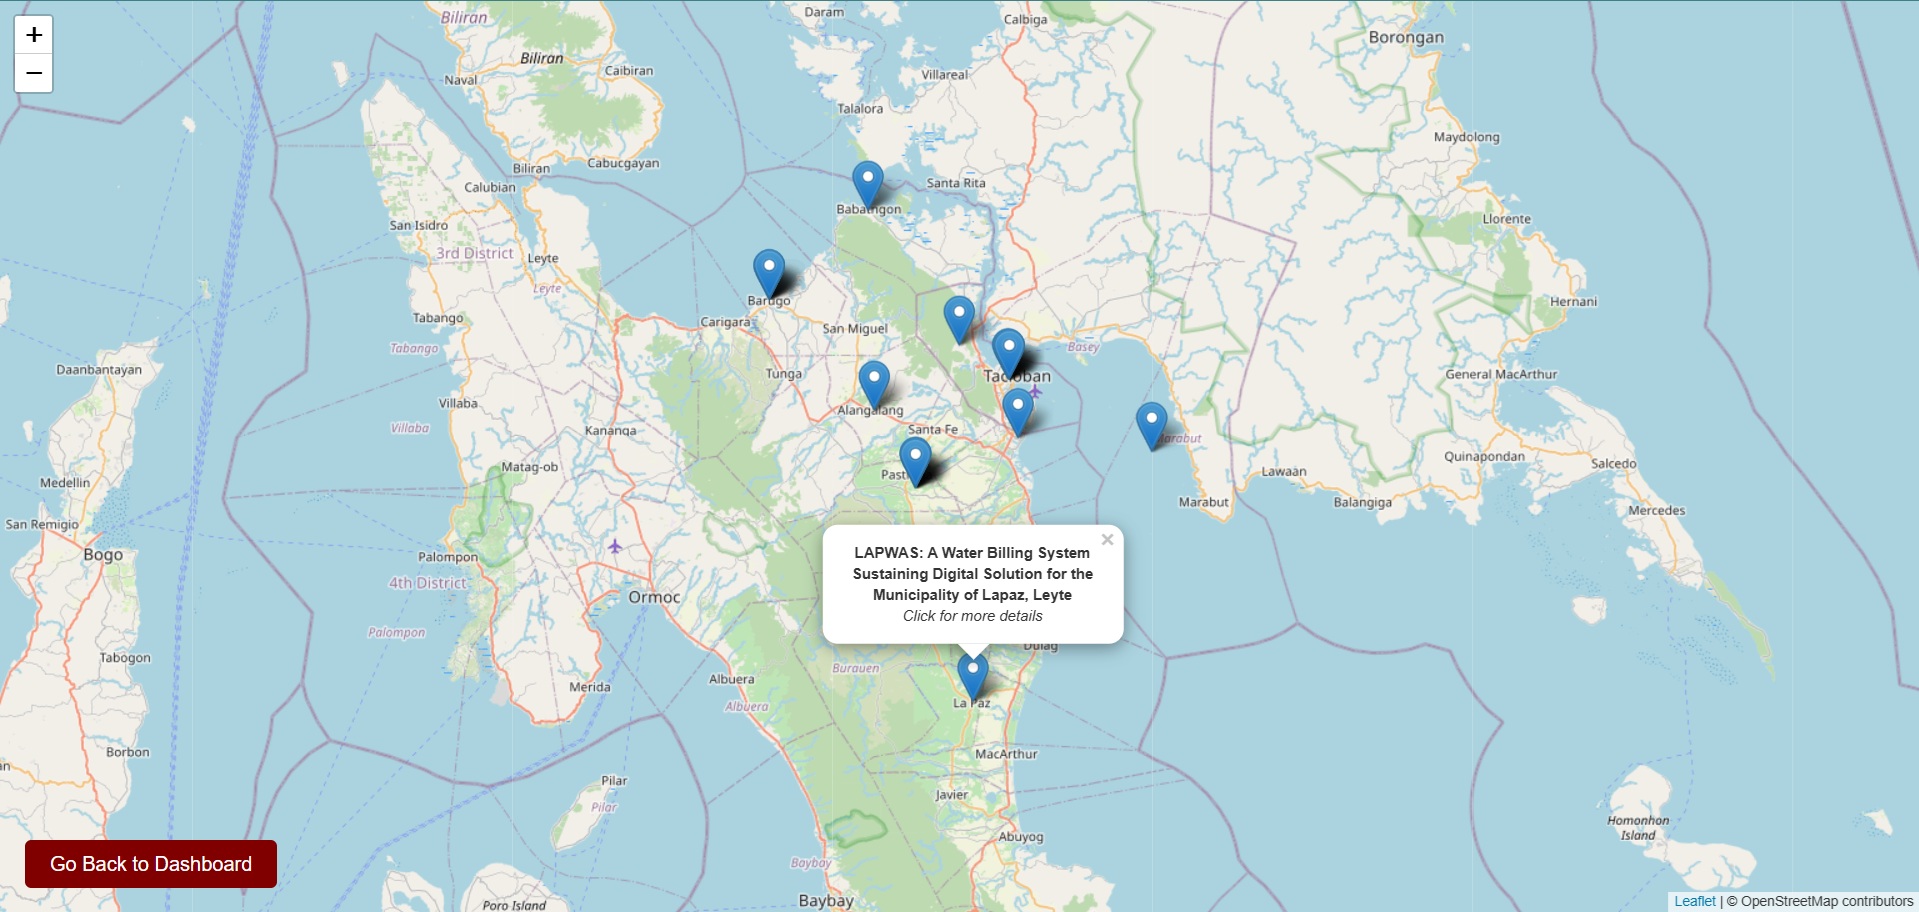 +
−
Biliran
Daram
Calbiga
Borongan
Biliran
Naval
Caibiran
Villareal
Talalora
Maydolong
Biliran
Cabucgayan
Calubian
Santa Rita
San Isidro
Babatngon
Llorente
3rd District
Leyte
Leyte
Barugo
Hernani
Tabango
Carigara
San Miguel
Tabango
Basey
Daanbantayan
Tunga
Tacloban
General MacArthur
Villaba
Alangalang
Villaba
Kananga
Santa Fe
Marabut
Matag-ob
Quinapondan
Salcedo
Medellin
Lawaan
Marabut
Balangiga
Mercedes
San Remigio
Bogo
Palompon
4th District
Ormoc
LAPWAS: A Water Billing System
Sustaining Digital Solution for the
Municipality of Lapaz, Leyte
Click for more details
×
Palompon
Dulag
Tabogon
Burauen
Albuera
Merida
Albuera
La Paz
Borbon
MacArthur
Pilar
Pilar
Javier
Homonhon
Island
Abuyog
Baybay
Baybay
Poro Island
Go Back to Dashboard
Leaflet | © OpenStreetMap contributors